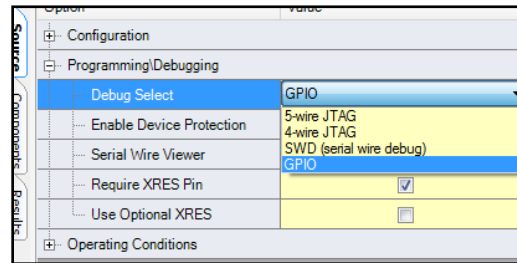 Option Value
Source
Components
Results
Configuration
Programming\Debugging
Debug Select GPIO
5-wire JTAG
4-wire JTAG
Enable Device Protection
SWD (serial wire debug)
Serial Wire Viewer
GPIO
Require XRES Pin
Use Optional XRES
Operating Conditions